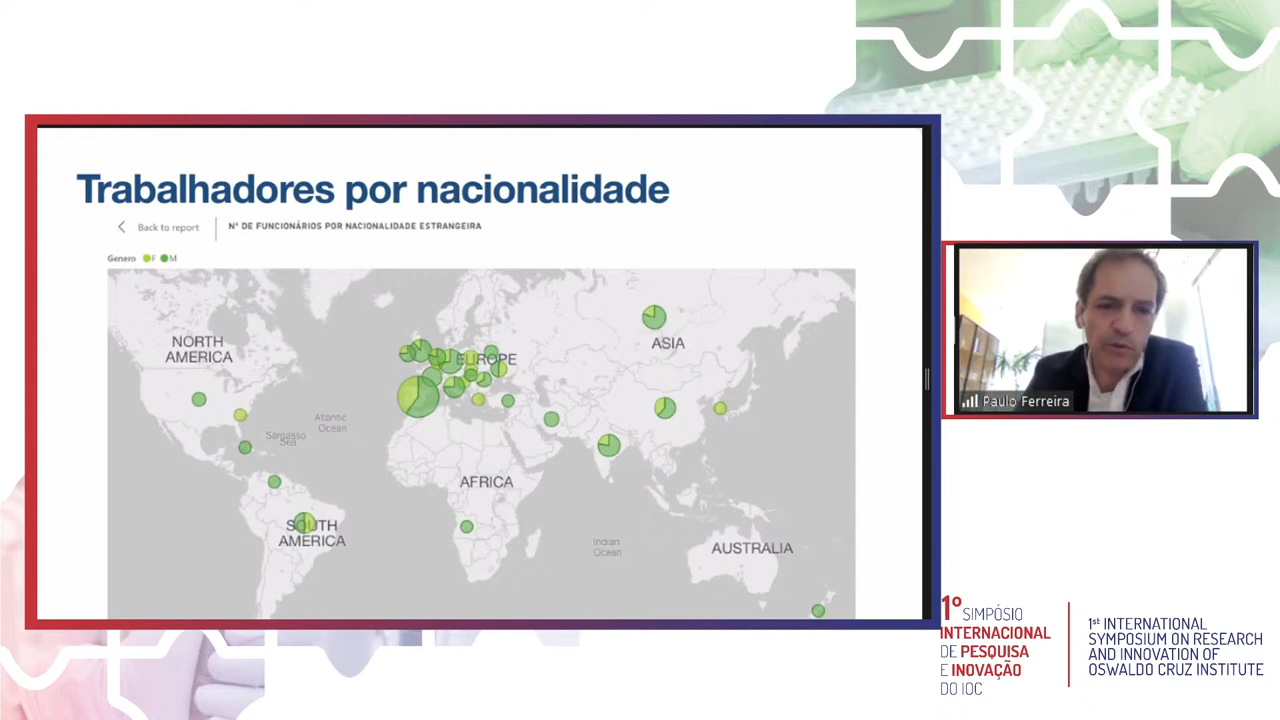 Trabalhadores por nacionalidade
Back to report
Nº DE FUNCIONÁRIOS POR NACIONALIDADE ESTRANGEIRA
Genero F M
NORTH
AMERICA
EUROPE
ASIA
Atlantic
Ocean
Sargasso
Sea
AFRICA
SOUTH
AMERICA
Indian
Ocean
AUSTRALIA
Paulo Ferreira
1º SIMPÓSIO
INTERNACIONAL
DE PESQUISA
E INOVAÇÃO
DO IOC
1st INTERNATIONAL
SYMPOSIUM ON RESEARCH
AND INNOVATION OF
OSWALDO CRUZ INSTITUTE